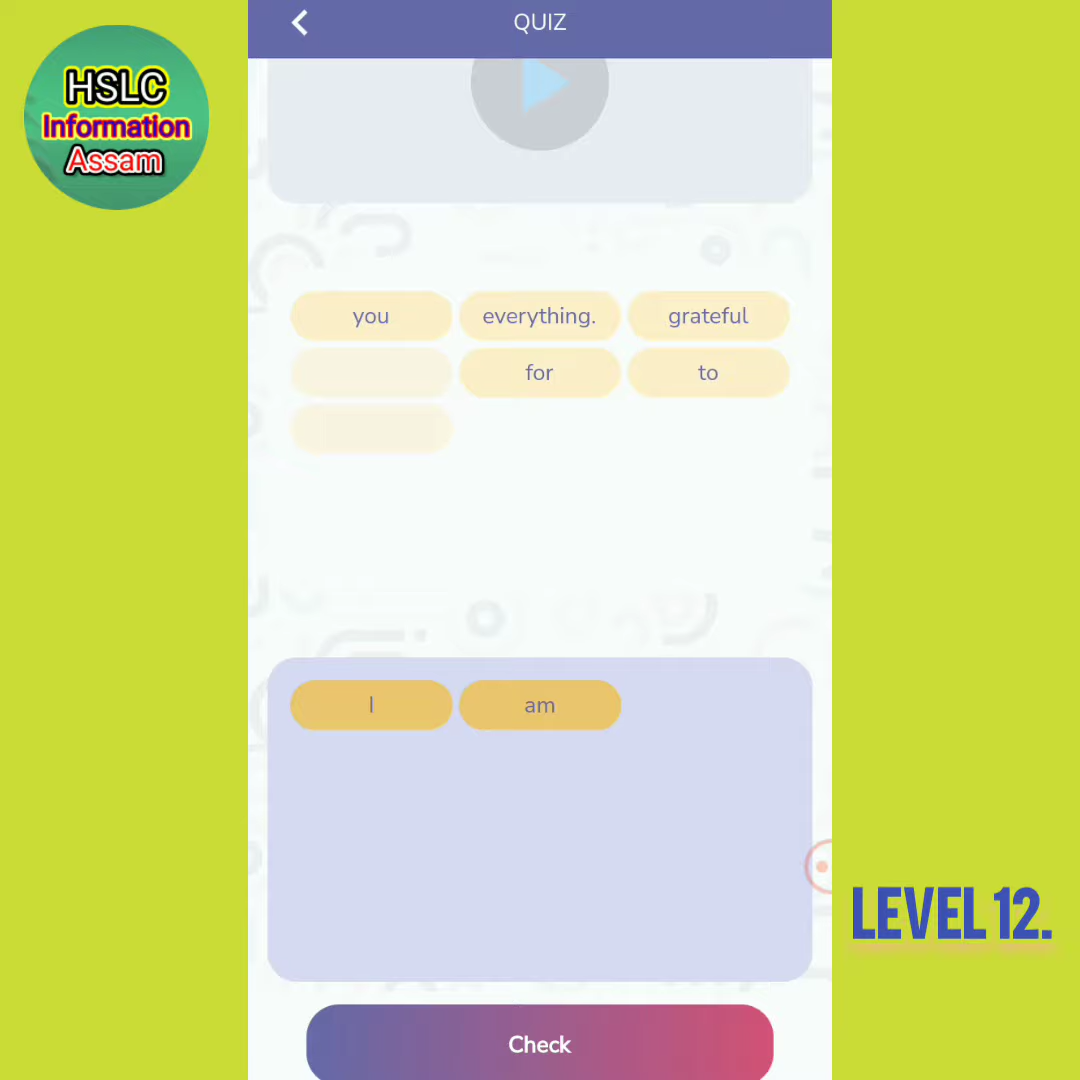 QUIZ
HSLC
Information
Assam
you everything. grateful
for to
I am
LEVEL 12.
Check